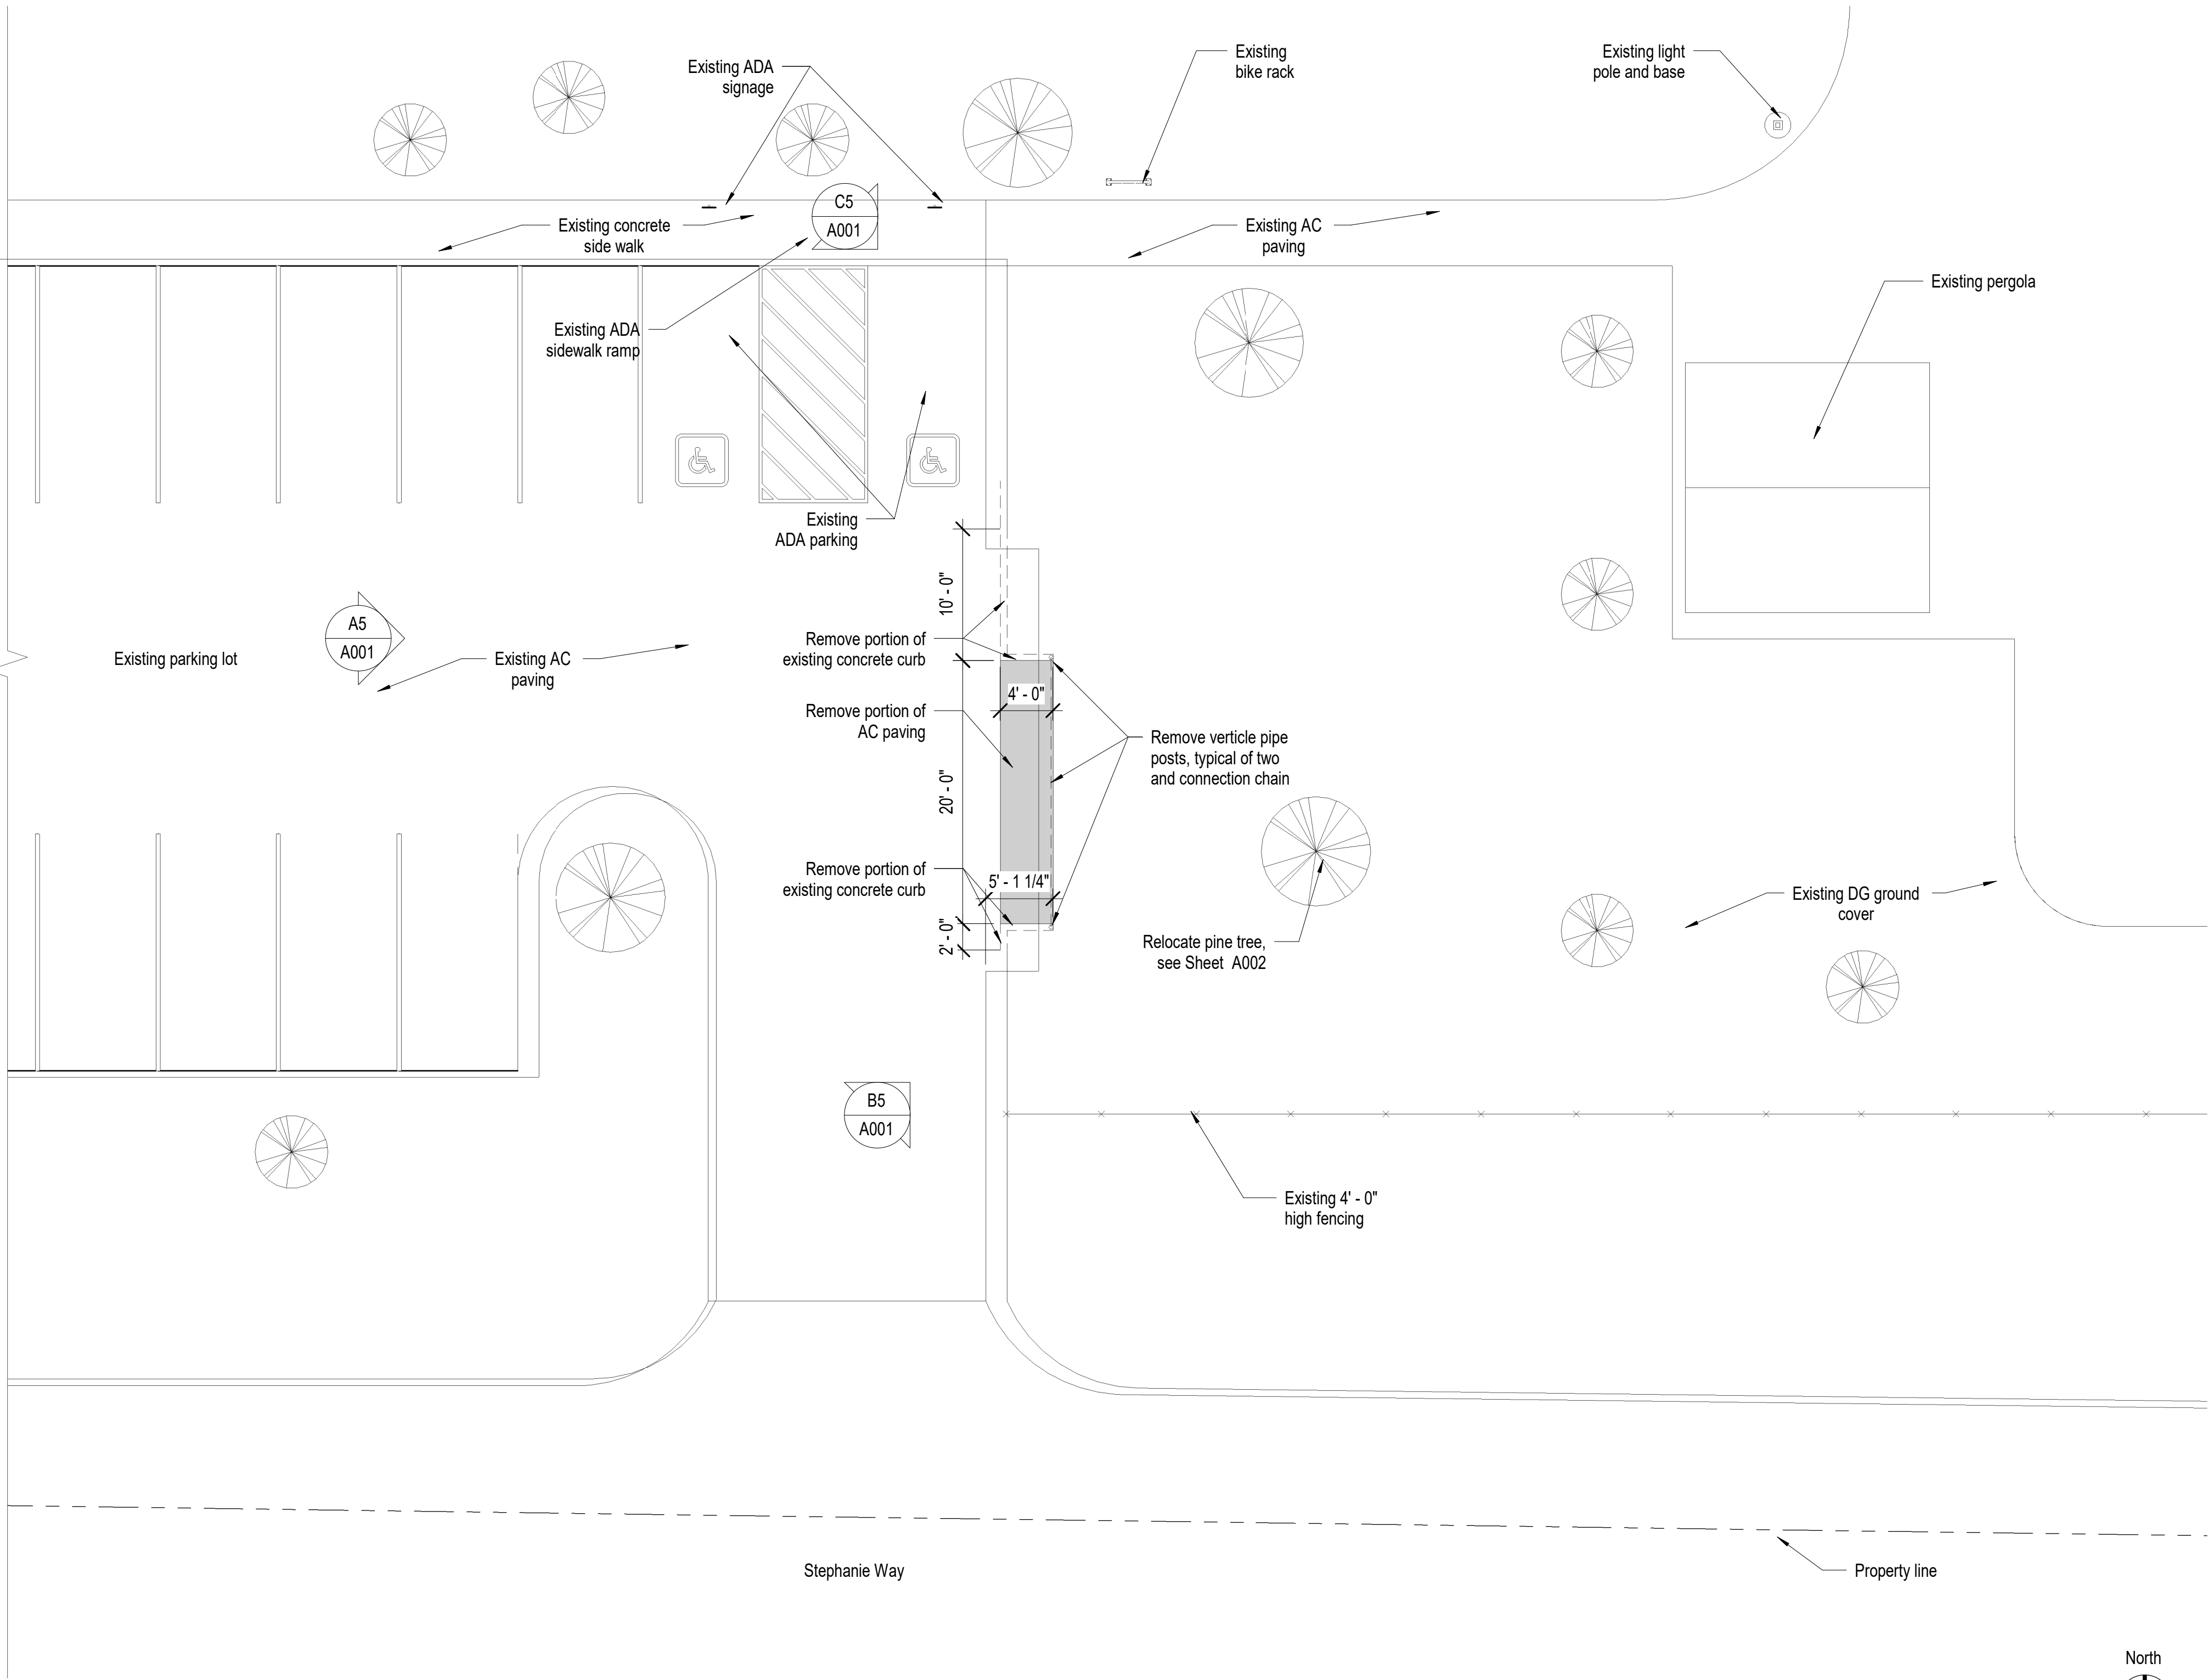 Existing ADA
signage
Existing
bike rack
Existing light
pole and base
C5
A001
Existing concrete
side walk
Existing AC
paving
Existing pergola
Existing ADA
sidewalk ramp
Existing
ADA parking
10' - 0"
A5
A001
Existing parking lot
Existing AC
paving
Remove portion of
existing concrete curb
4' - 0"
Remove portion of
AC paving
Remove verticle pipe
posts, typical of two
and connection chain
20' - 0"
Remove portion of
existing concrete curb
5' - 1 1/4"
2' - 0"
Existing DG ground
cover
Relocate pine tree,
see Sheet A002
B5
A001
Existing 4' - 0"
high fencing
Stephanie Way
Property line
North